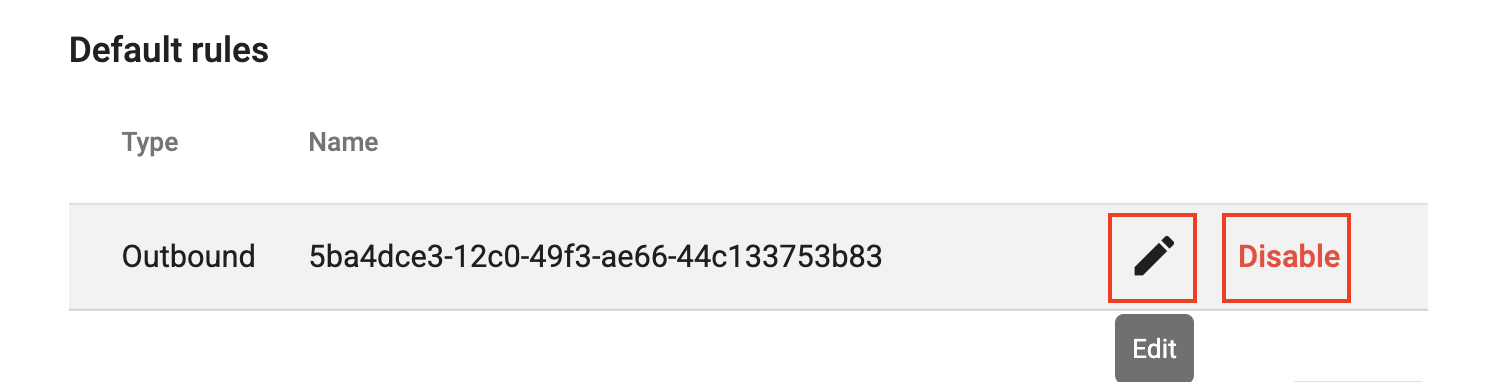 Default rules
Type Name
Outbound 5ba4dce3-12c0-49f3-ae66-44c133753b83 Disable
Edit